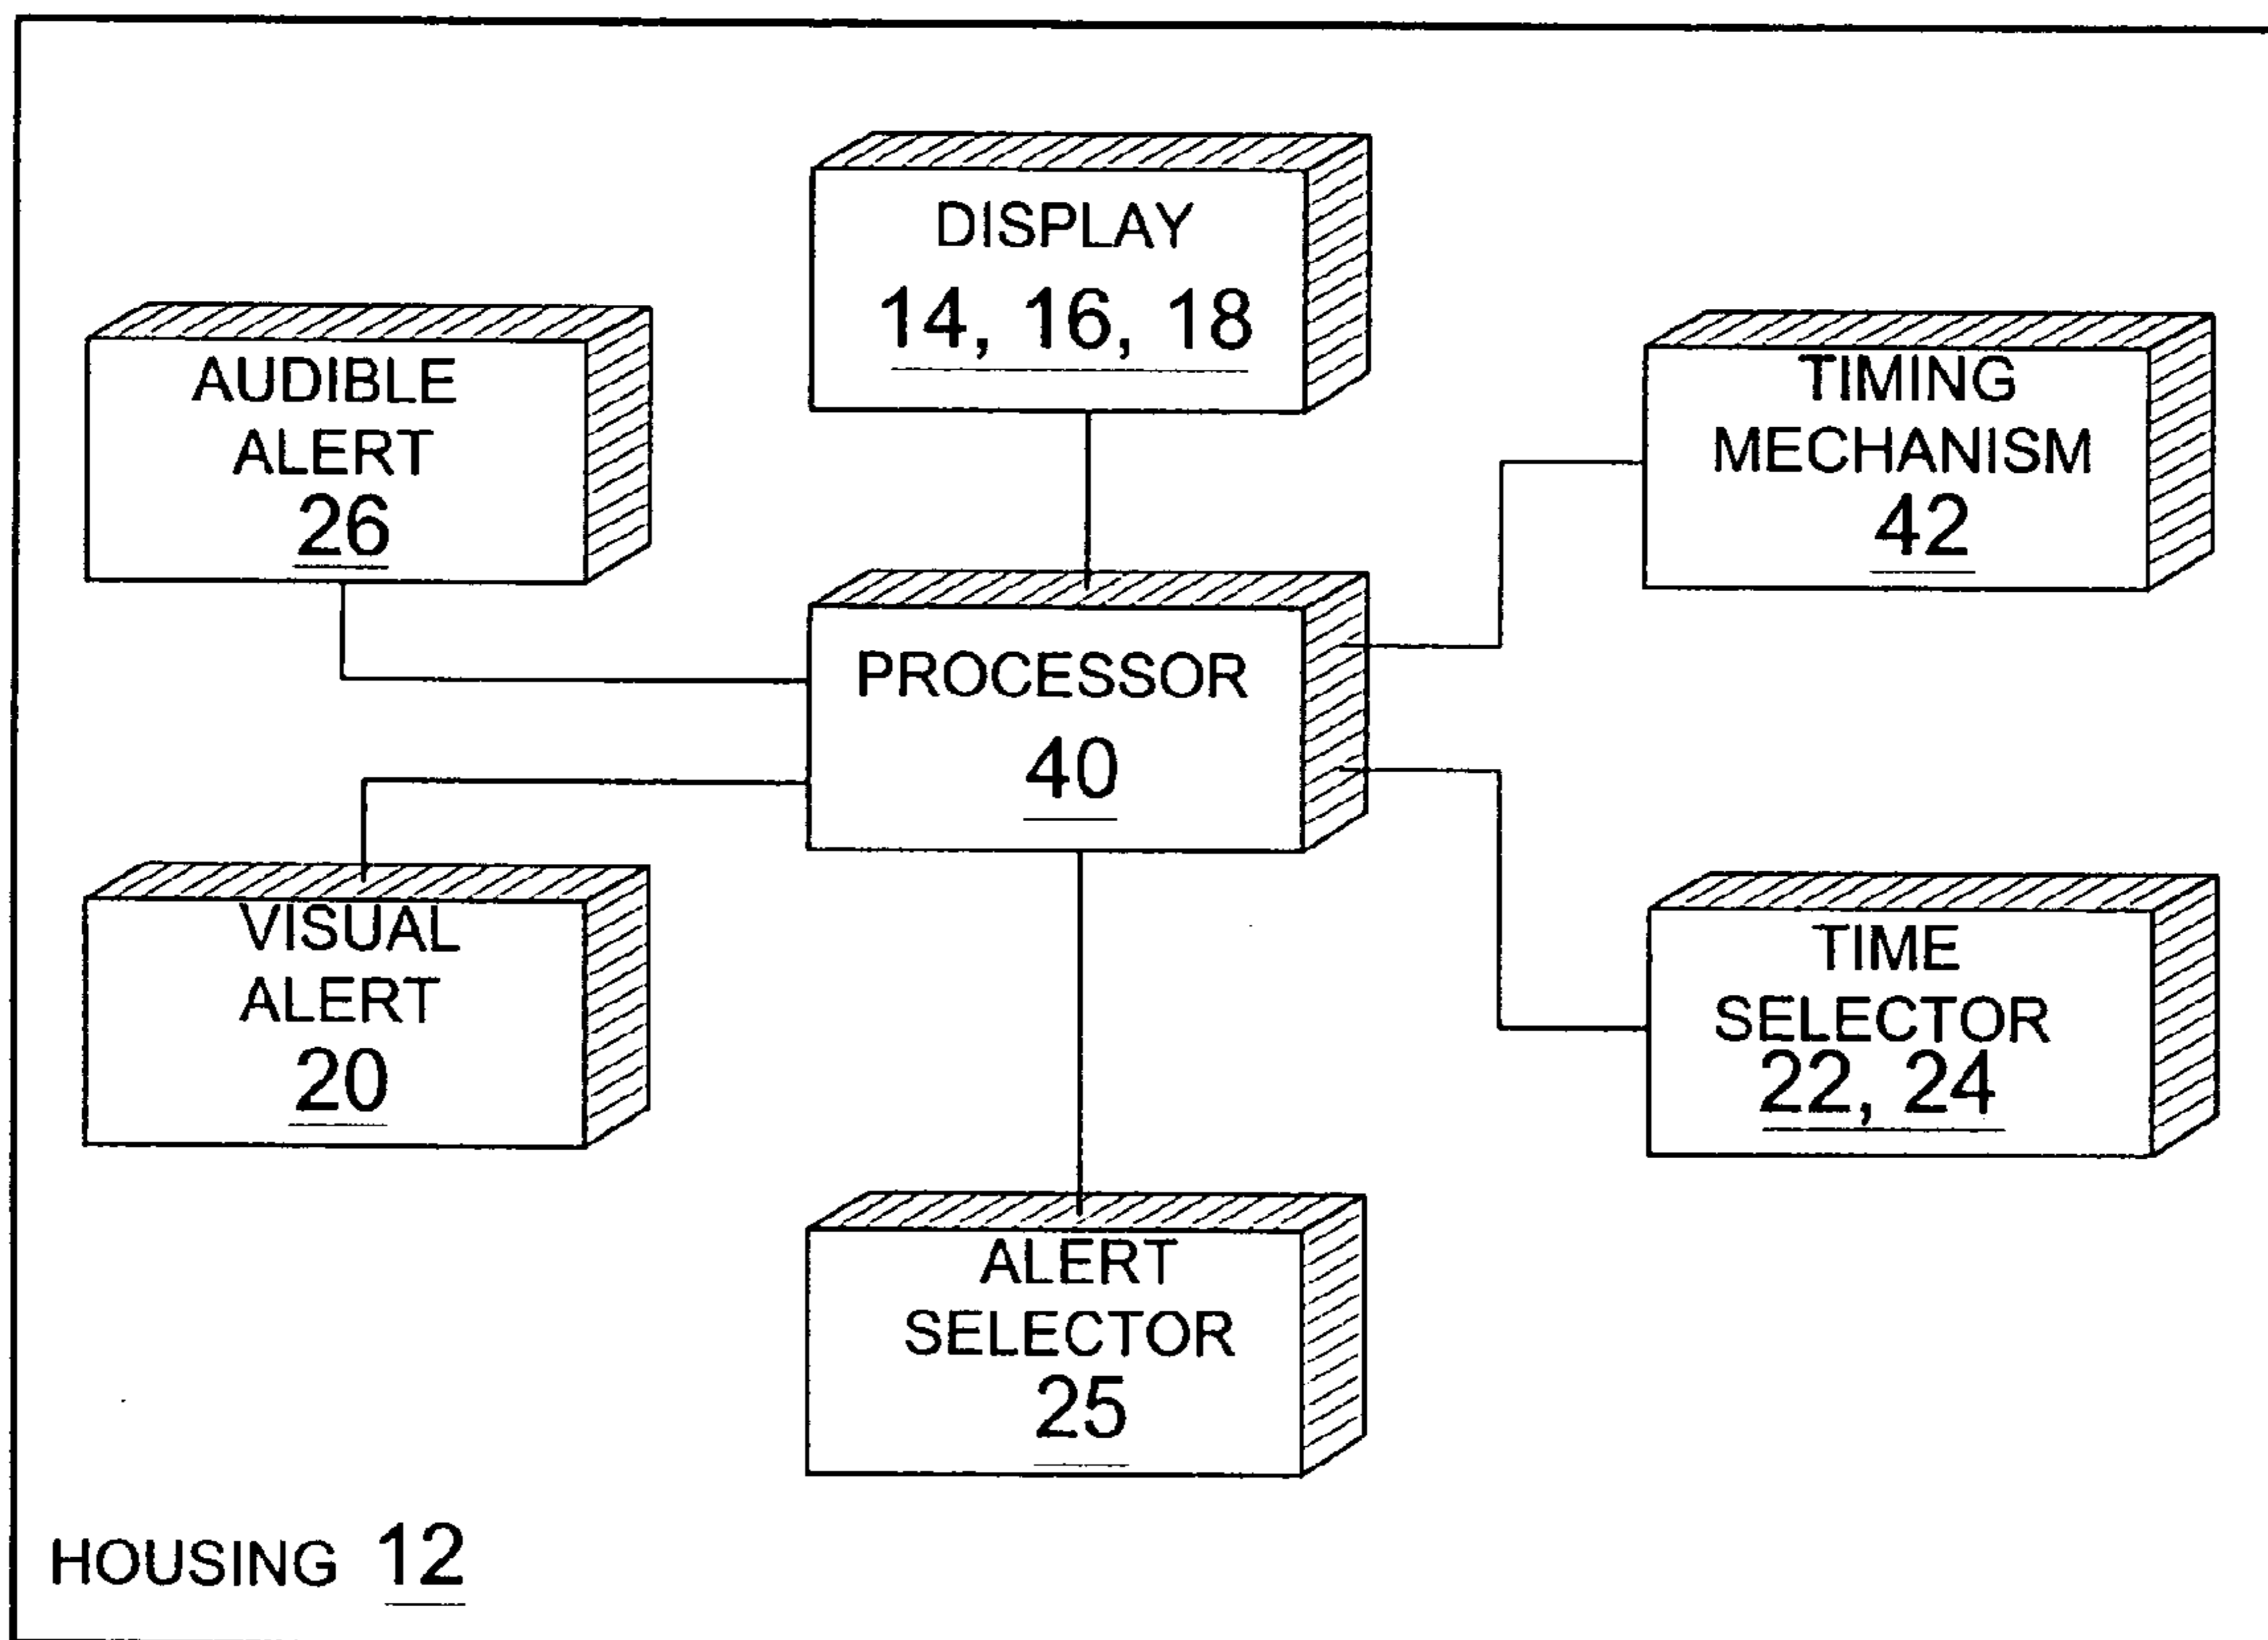 DISPLAY
14, 16, 18
AUDIBLE
ALERT
26
TIMING
MECHANISM
42
PROCESSOR
40
VISUAL
ALERT
20
TIME
SELECTOR
22, 24
ALERT
SELECTOR
25
HOUSING 12